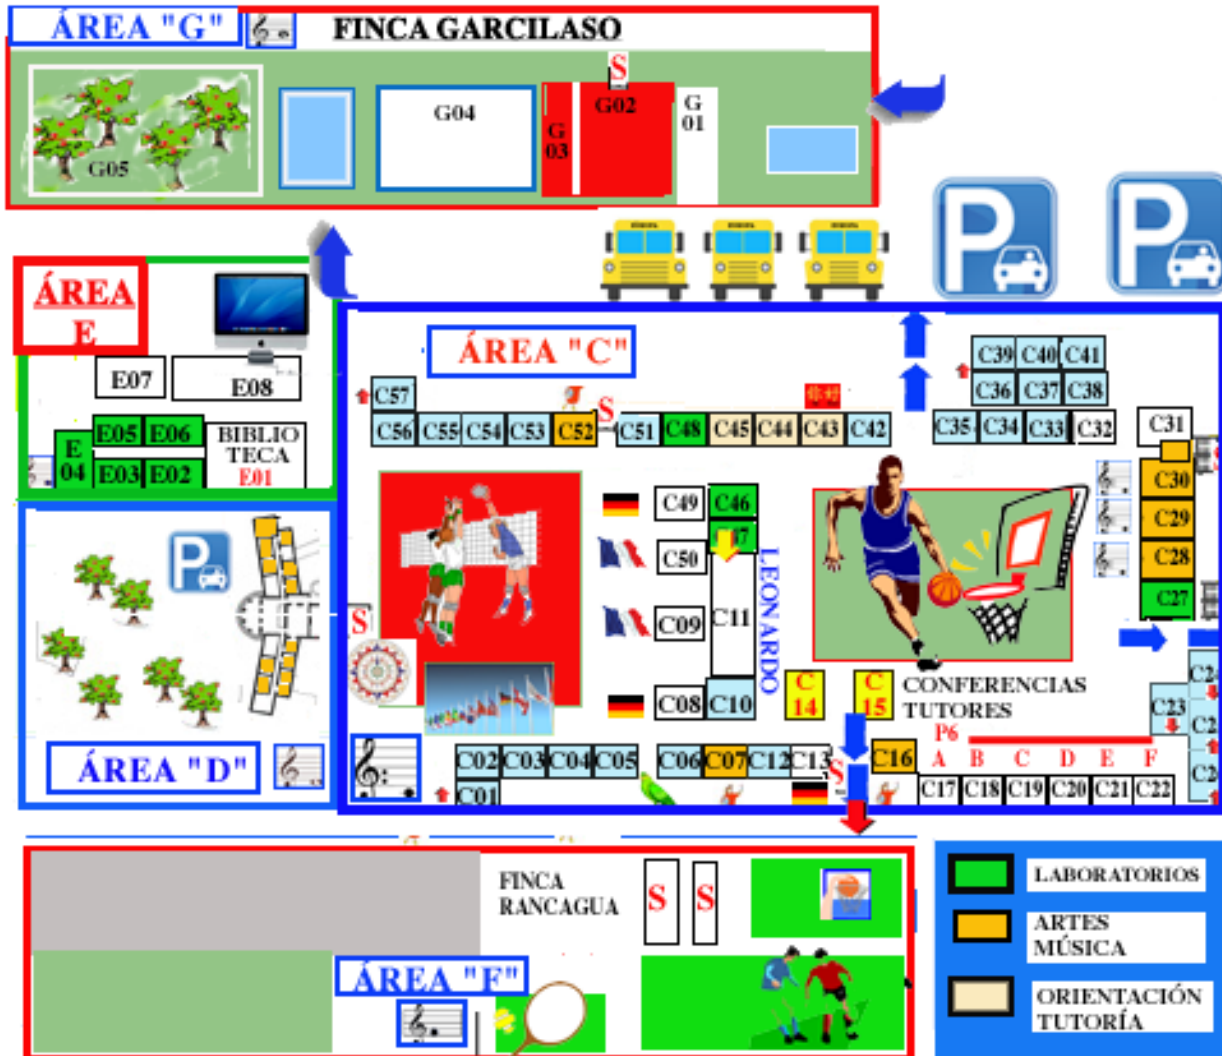 ÁREA "G"
FINCA GARCILASO
S
G05
G04
G
03
G02
G
01
P
P
ÁREA
E
E07
E08
E05
E06
E
04
E03
E02
BIBLIO
TECA
E01
ÁREA "C"
C57
C56
C55
C54
C53
C52
S
C51
C48
C45
C44
C43
C42
你好
C39
C40
C41
C36
C37
C38
C35
C34
C33
C32
C31
C30
C29
C28
C27
C49
C46
C50
C09
C11
C08
C10
LEONARDO
P
ÁREA "D"
S
C
14
C
15
CONFERENCIAS
TUTORES
P6
A
B
C
D
E
F
C23
C02
C03
C04
C05
C06
C07
C12
C13
S
C16
C01
C17
C18
C19
C20
C21
C22
FINCA
RANCAGUA
S
S
ÁREA "F"
LABORATORIOS
ARTES
MÚSICA
ORIENTACIÓN
TUTORÍA